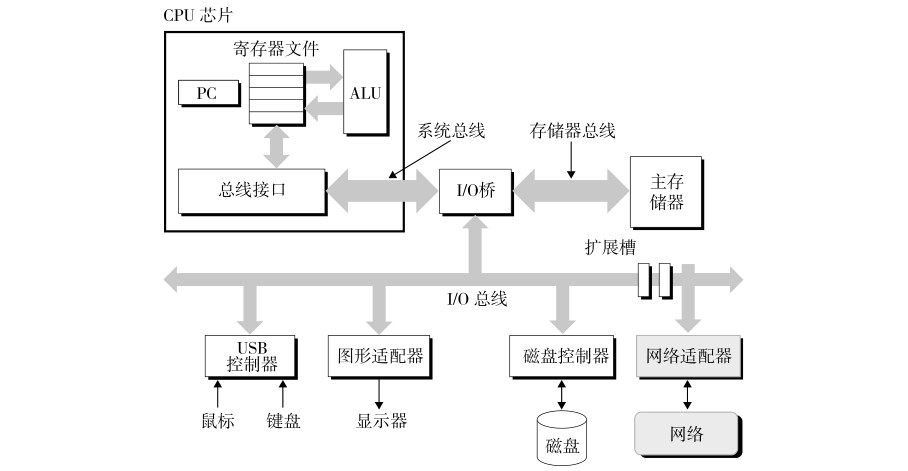 CPU 芯片
寄存器文件
PC
ALU
系统总线
存储器总线
总线接口
I/O桥
主存
储器
扩展槽
I/O 总线
USB
控制器
图形适配器
磁盘控制器
网络适配器
鼠标
键盘
显示器
磁盘
网络